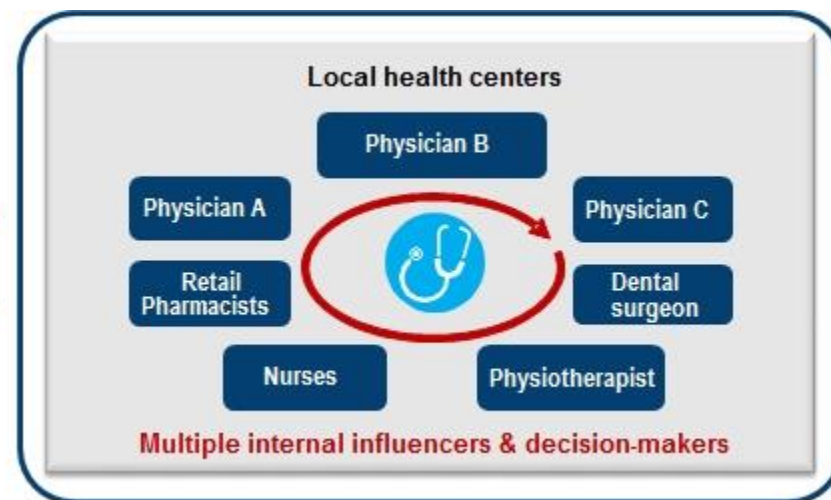 Local health centers
Physician B
Physician A
Physician C
Retail
Pharmacists
Dental
surgeon
Nurses
Physiotherapist
Multiple internal influencers & decision-makers